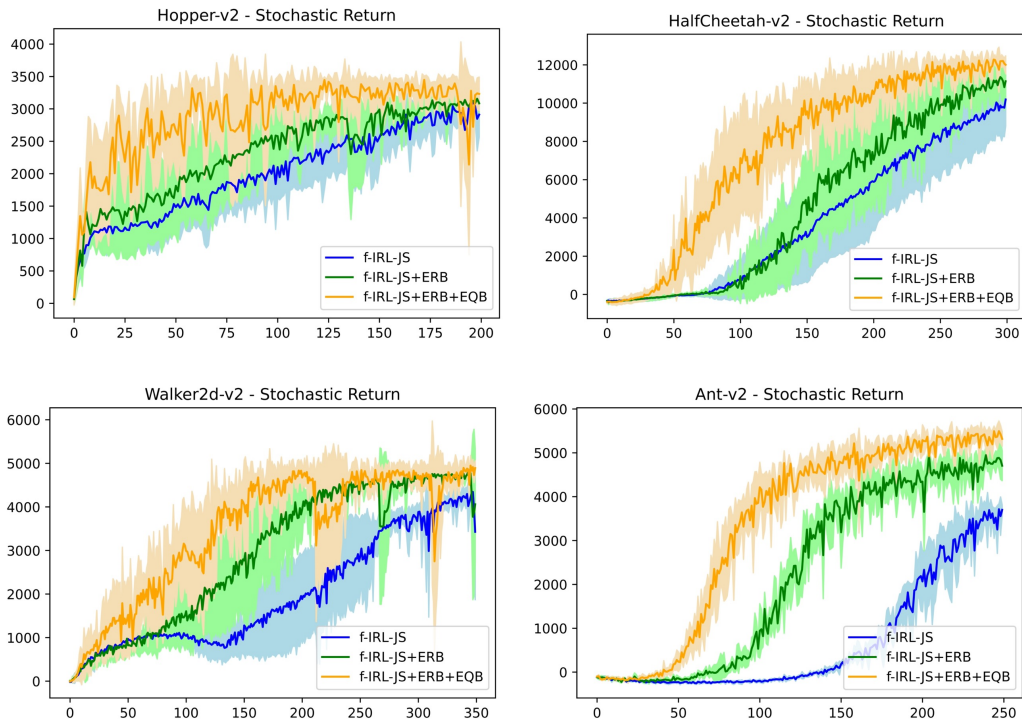 Hopper-v2 - Stochastic Return
4000
3500
3000
2500
2000
1500
1000
500
0
0 25 50 75 100 125 150 175 200
f-IRL-JS
f-IRL-JS+ERB
f-IRL-JS+ERB+EQB
HalfCheetah-v2 - Stochastic Return
12000
10000
8000
6000
4000
2000
0
0 50 100 150 200 250 300
f-IRL-JS
f-IRL-JS+ERB
f-IRL-JS+ERB+EQB
Walker2d-v2 - Stochastic Return
6000
5000
4000
3000
2000
1000
0
0 50 100 150 200 250 300 350
f-IRL-JS
f-IRL-JS+ERB
f-IRL-JS+ERB+EQB
Ant-v2 - Stochastic Return
6000
5000
4000
3000
2000
1000
0
0 50 100 150 200 250
f-IRL-JS
f-IRL-JS+ERB
f-IRL-JS+ERB+EQB